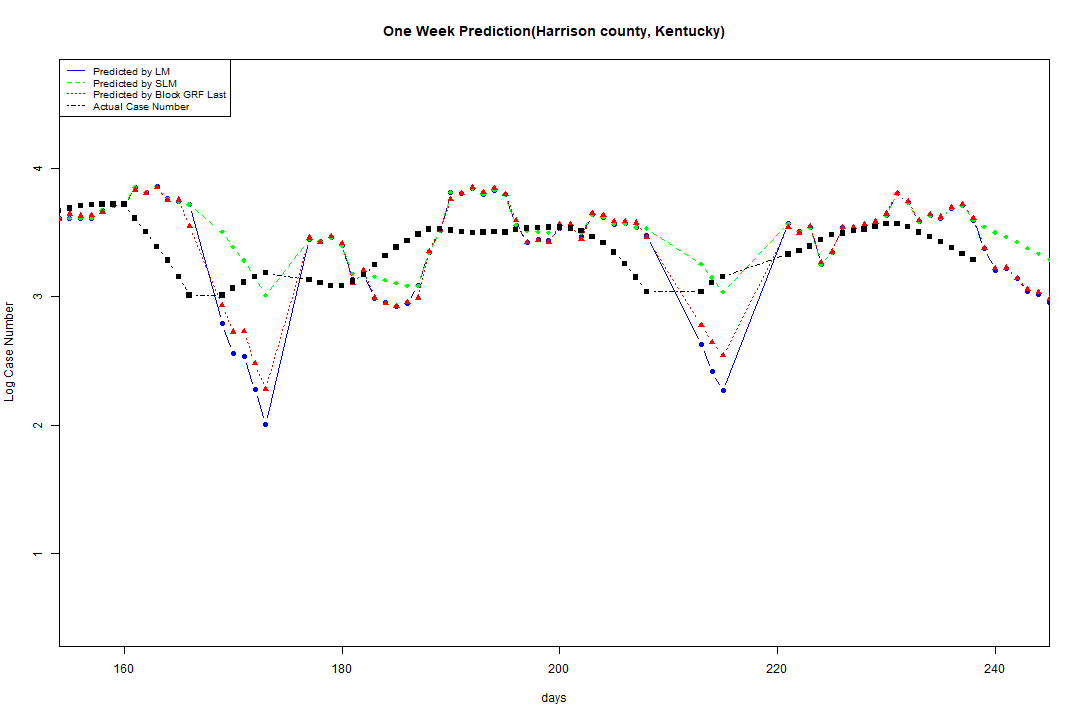 One Week Prediction(Harrison county, Kentucky)
Predicted by LM
Predicted by SLM
Predicted by Block GRF Last
Actual Case Number
4
3
2
1
Log Case Number
160 180 200 220 240
days